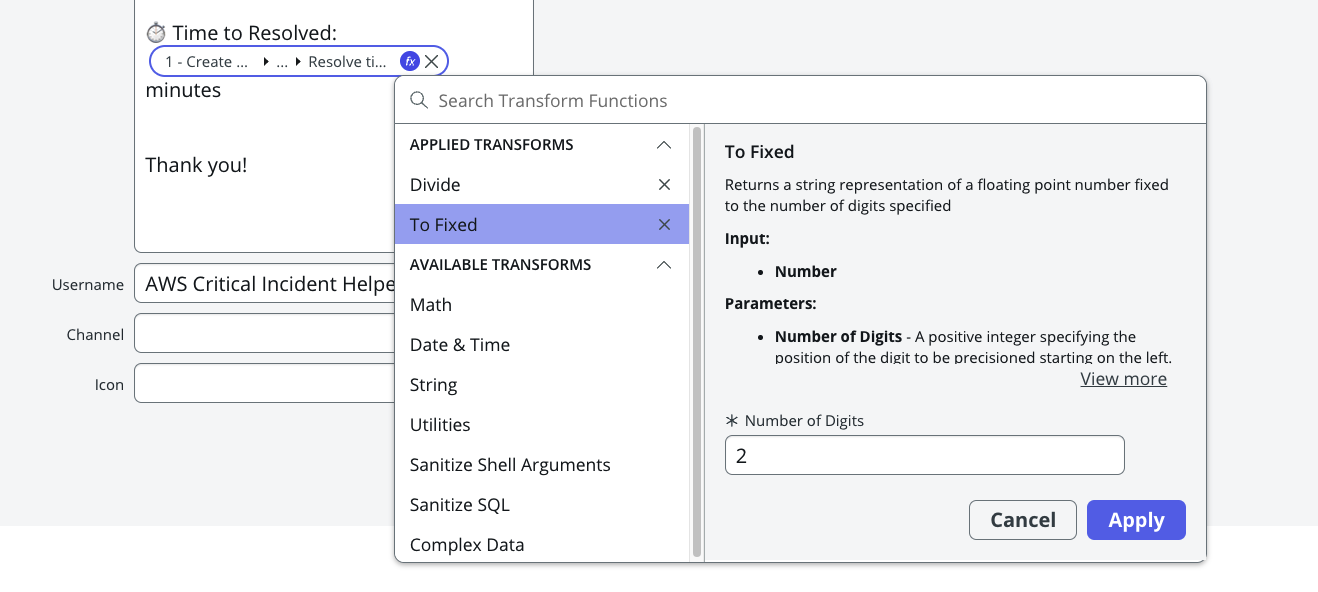 ⏱ Time to Resolved:
1 - Create ... ▸ ... ▸ Resolve ti... fx
minutes
Thank you!
Username AWS Critical Incident Helpe
Channel
Icon
Search Transform Functions
APPLIED TRANSFORMS
Divide
To Fixed
AVAILABLE TRANSFORMS
Math
Date & Time
String
Utilities
Sanitize Shell Arguments
Sanitize SQL
Complex Data
To Fixed
Returns a string representation of a floating point number fixed
to the number of digits specified
Input:
• Number
Parameters:
• Number of Digits - A positive integer specifying the
position of the digit to be precisioned starting on the left.
View more
* Number of Digits
2
Cancel Apply